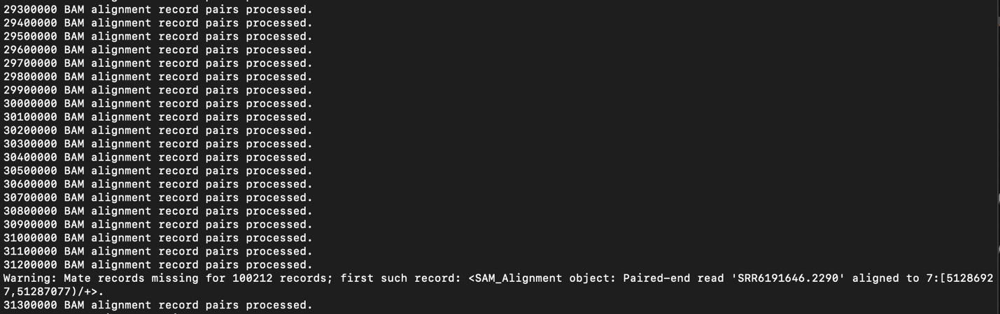 29300000 BAM alignment record pairs processed.
29400000 BAM alignment record pairs processed.
29500000 BAM alignment record pairs processed.
29600000 BAM alignment record pairs processed.
29700000 BAM alignment record pairs processed.
29800000 BAM alignment record pairs processed.
29900000 BAM alignment record pairs processed.
30000000 BAM alignment record pairs processed.
30100000 BAM alignment record pairs processed.
30200000 BAM alignment record pairs processed.
30300000 BAM alignment record pairs processed.
30400000 BAM alignment record pairs processed.
30500000 BAM alignment record pairs processed.
30600000 BAM alignment record pairs processed.
30700000 BAM alignment record pairs processed.
30800000 BAM alignment record pairs processed.
30900000 BAM alignment record pairs processed.
31000000 BAM alignment record pairs processed.
31100000 BAM alignment record pairs processed.
31200000 BAM alignment record pairs processed.
Warning: Mate records missing for 100212 records; first such record: <SAM_Alignment object: Paired-end read 'SRR6191646.2290' aligned to 7:[5128692
7,51287077)/+>.
31300000 BAM alignment record pairs processed.